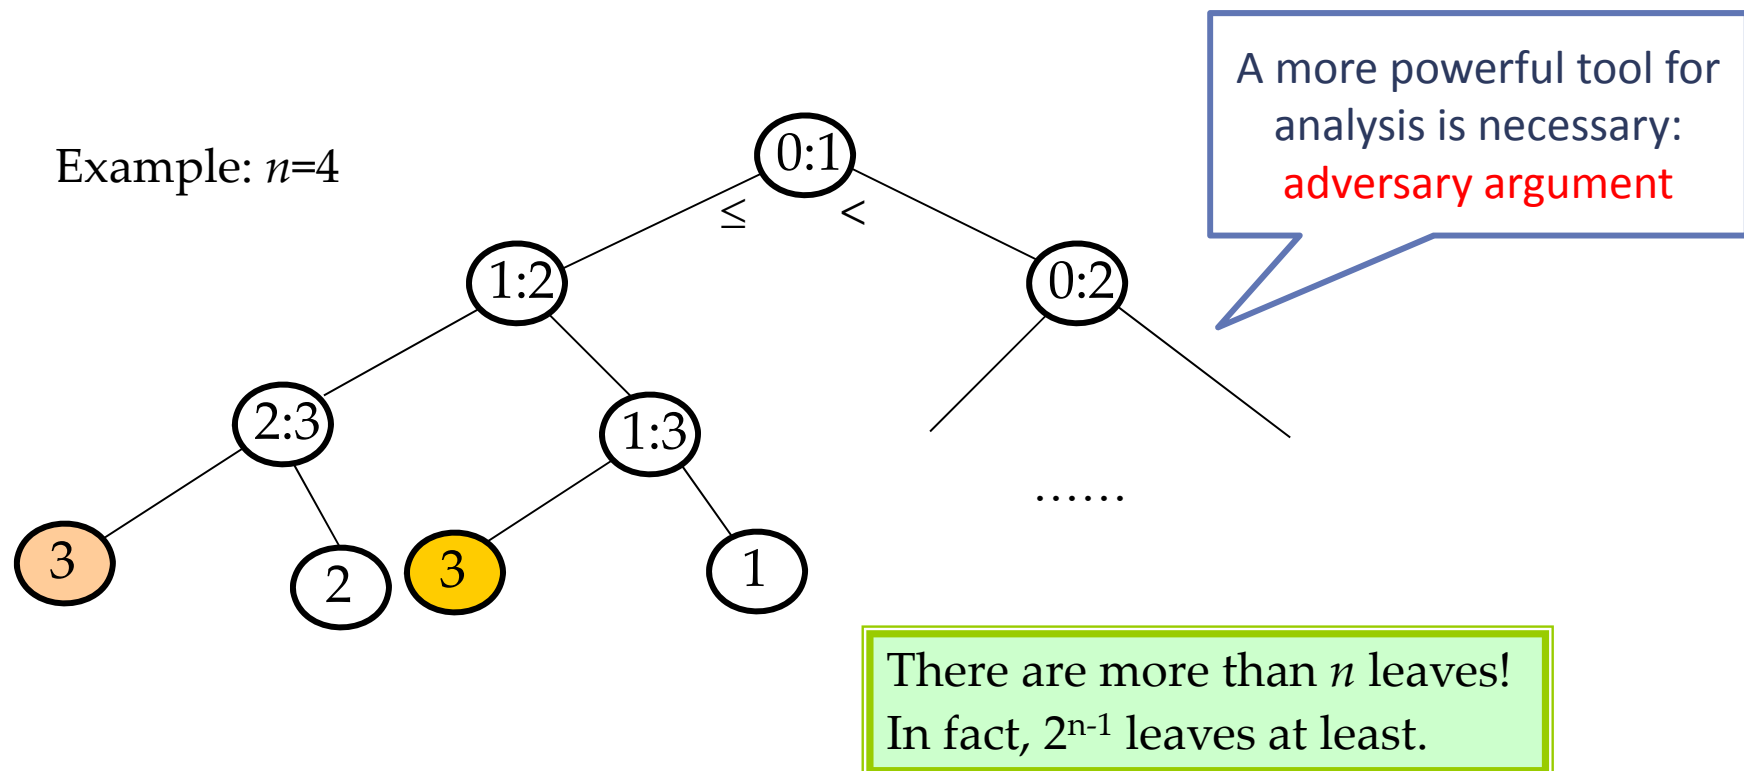 A more powerful tool for
analysis is necessary:
adversary argument
Example: n=4
0:1
≤ <
1:2
0:2
2:3
1:3
……
3
2
3
1
There are more than n leaves!
In fact, 2ⁿ⁻¹ leaves at least.